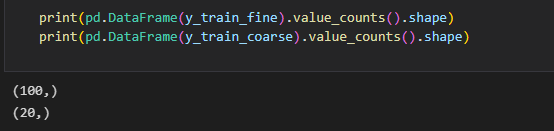 print(pd.DataFrame(y_train_fine).value_counts().shape)
print(pd.DataFrame(y_train_coarse).value_counts().shape)
(100,)
(20,)